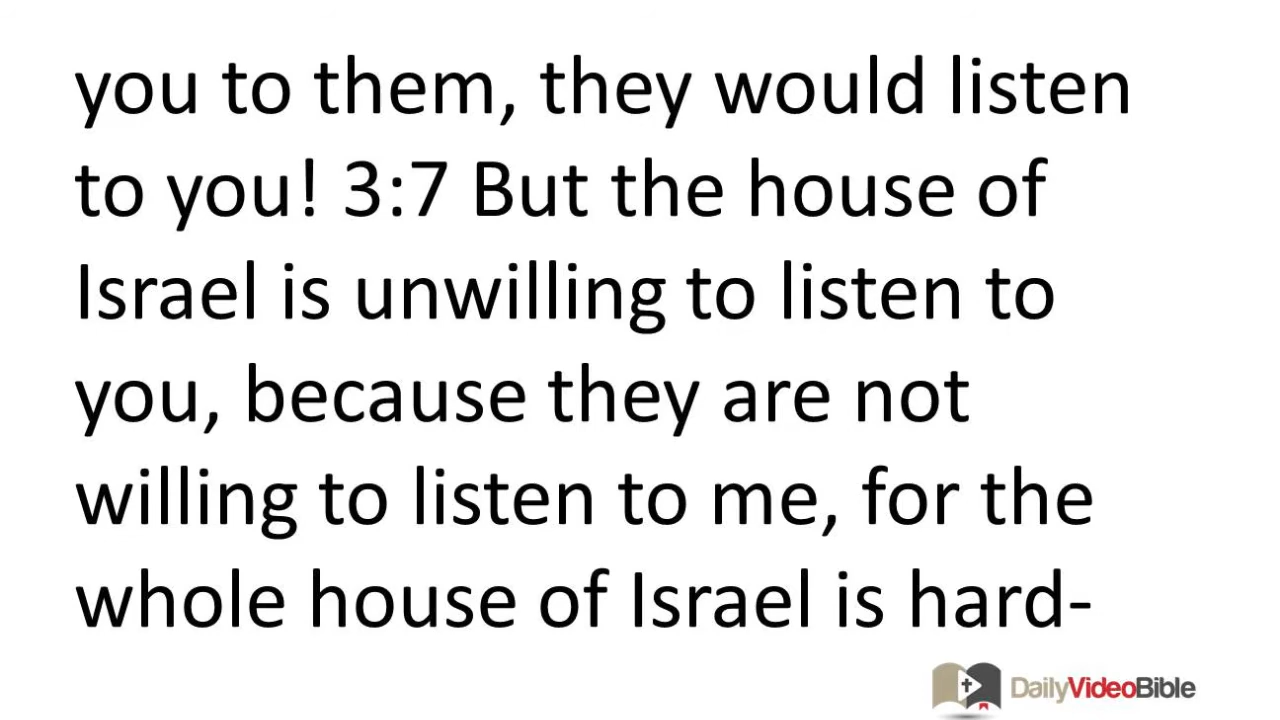 you to them, they would listen
to you! 3:7 But the house of
Israel is unwilling to listen to
you, because they are not
willing to listen to me, for the
whole house of Israel is hard-
DailyVideoBible